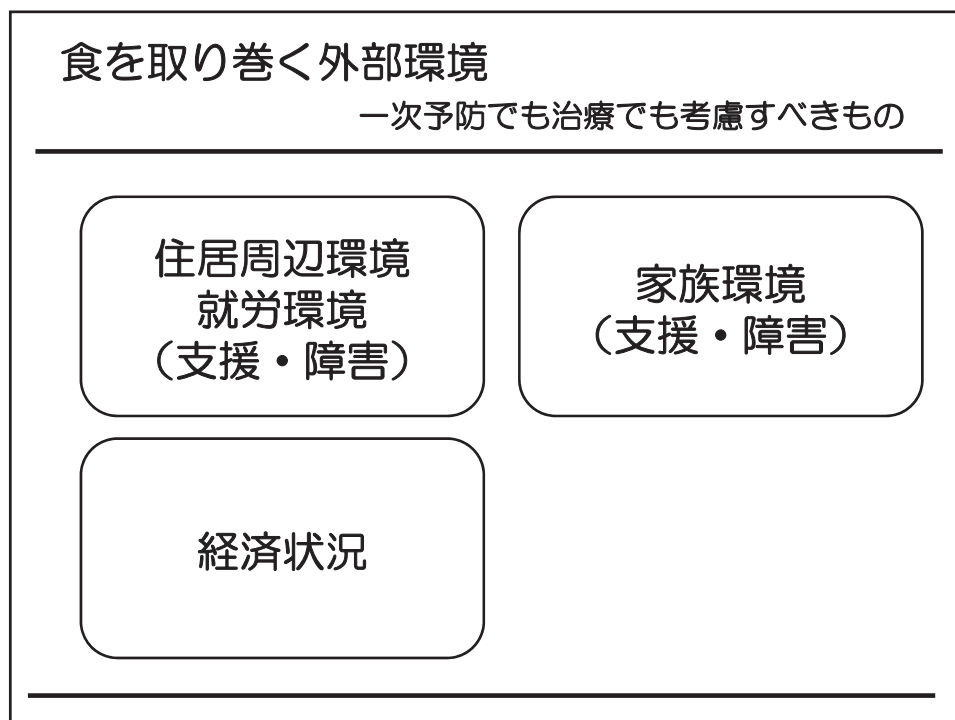 食を取り巻く外部環境
一次予防でも治療でも考慮すべきもの
住居周辺環境
就労環境
（支援・障害）
家族環境
（支援・障害）
経済状況